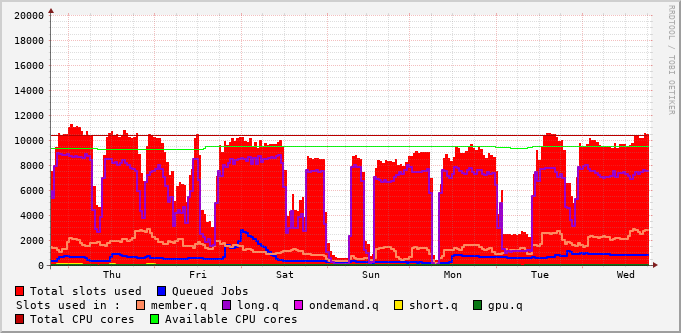 20000
18000
16000
14000
12000
10000
8000
6000
4000
2000
0
Thu Fri Sat Sun Mon Tue Wed
RRDTOOL / TOBI OETIKER
Total slots used Queued Jobs
Slots used in : member.q long.q ondemand.q short.q gpu.q
Total CPU cores Available CPU cores